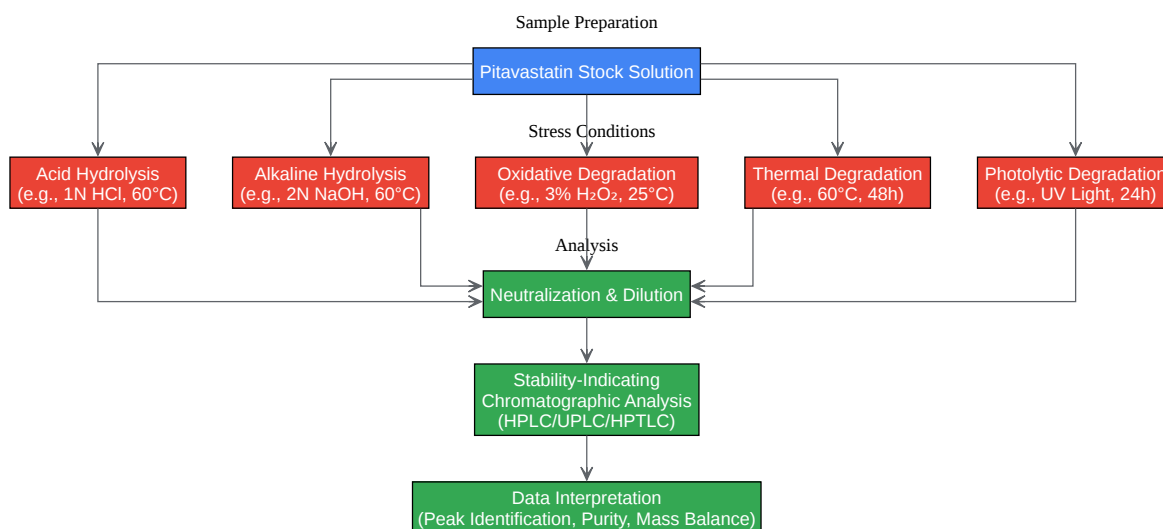 Sample Preparation
Pitavastatin Stock Solution
Stress Conditions
Acid Hydrolysis
(e.g., 1N HCl, 60°C)
Alkaline Hydrolysis
(e.g., 2N NaOH, 60°C)
Oxidative Degradation
(e.g., 3% H₂O₂, 25°C)
Thermal Degradation
(e.g., 60°C, 48h)
Photolytic Degradation
(e.g., UV Light, 24h)
Analysis
Neutralization & Dilution
Stability-Indicating
Chromatographic Analysis
(HPLC/UPLC/HPTLC)
Data Interpretation
(Peak Identification, Purity, Mass Balance)